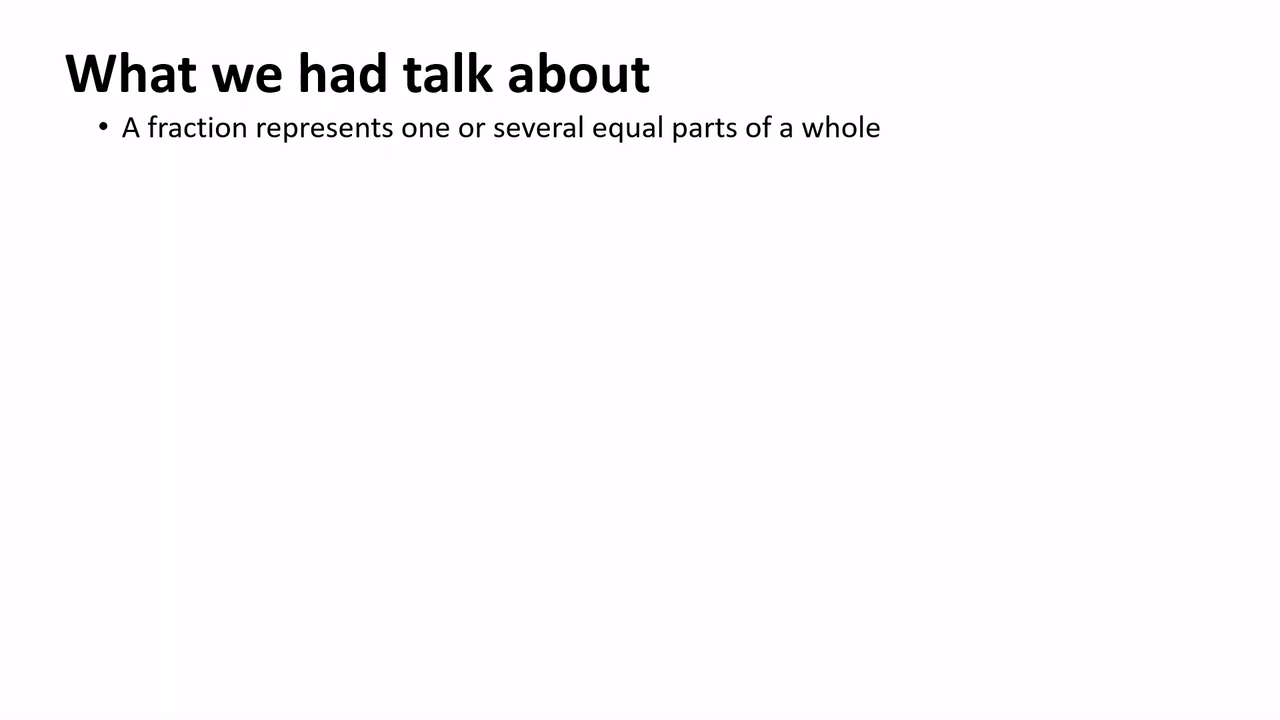 What we had talk about
• A fraction represents one or several equal parts of a whole